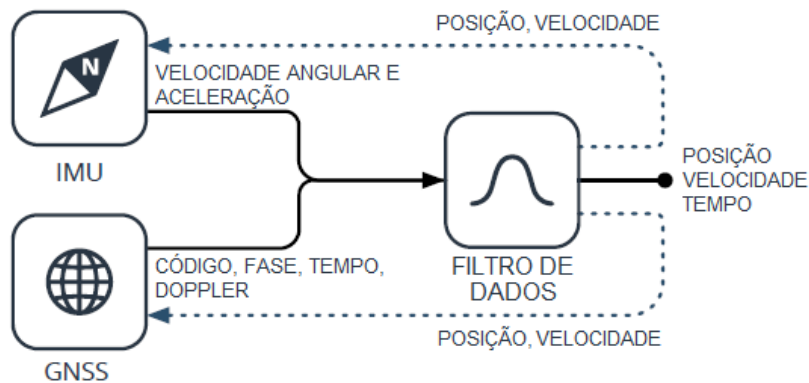 POSIÇÃO, VELOCIDADE
N
VELOCIDADE ANGULAR E
ACELERAÇÃO
IMU
POSIÇÃO
VELOCIDADE
TEMPO
CÓDIGO, FASE, TEMPO,
DOPPLER
FILTRO DE
DADOS
POSIÇÃO, VELOCIDADE
GNSS